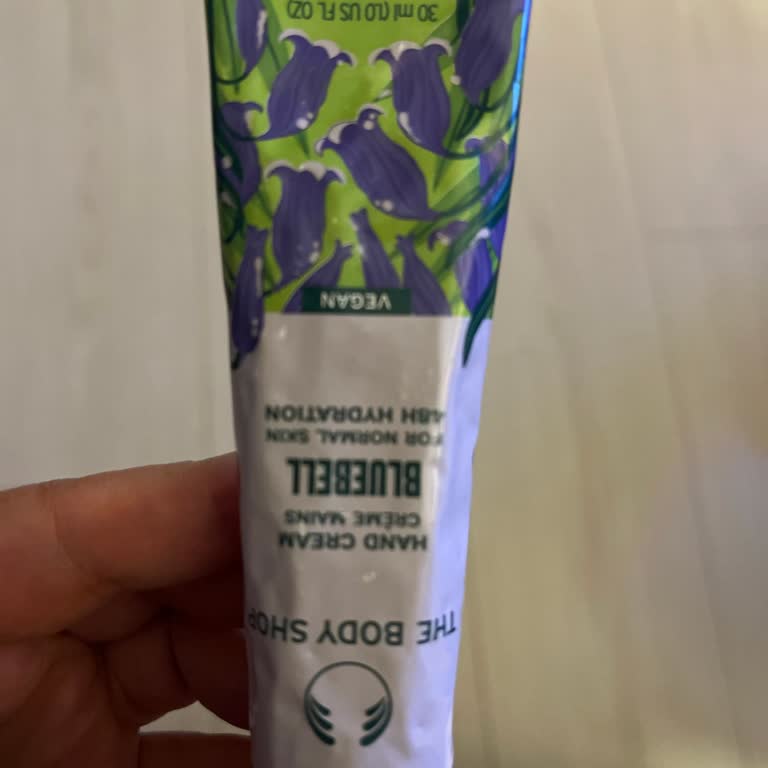 THE BODY SHOP
HAND CREAM
CRÈME MAINS
BLUEBELL
FOR NORMAL SKIN
48H HYDRATION
VEGAN
30 ml (1.0 US FL OZ)